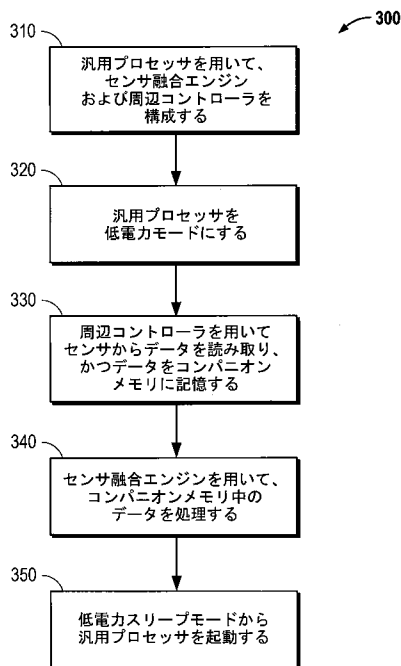 300
310
汎用プロセッサを用いて、
センサ融合エンジン
および周辺コントローラを
構成する
320
汎用プロセッサを
低電力モードにする
330
周辺コントローラを用いて
センサからデータを読み取り、
かつデータをコンパニオン
メモリに記憶する
340
センサ融合エンジンを用いて、
コンパニオンメモリ中の
データを処理する
350
低電力スリープモードから
汎用プロセッサを起動する